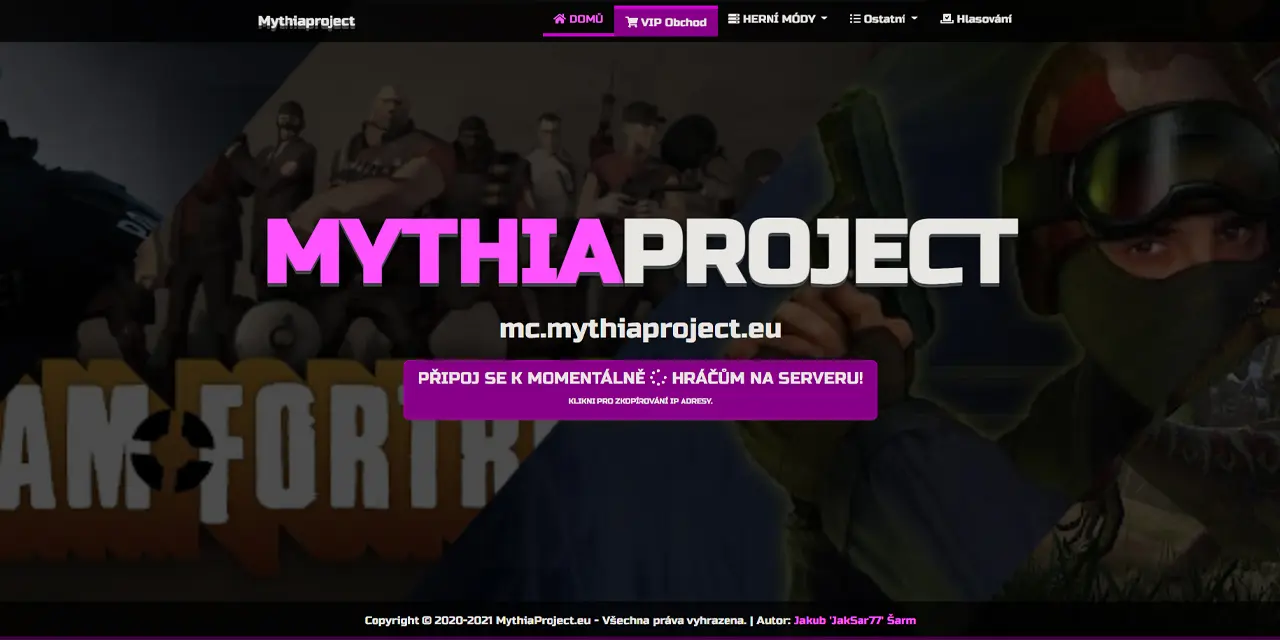 Mythiaproject
DOMŮ
VIP Obchod
HERNÍ MÓDY
Ostatní
Hlasování
MYTHIAPROJECT
mc.mythiaproject.eu
PŘIPOJ SE K MOMENTÁLNĚ HRÁČŮM NA SERVERU!
KLIKNI PRO ZKOPÍROVÁNÍ IP ADRESY.
AM FORTR
Copyright © 2020-2021 MythiaProject.eu - Všechna práva vyhrazena. | Autor: Jakub 'JakSar77' Šarm